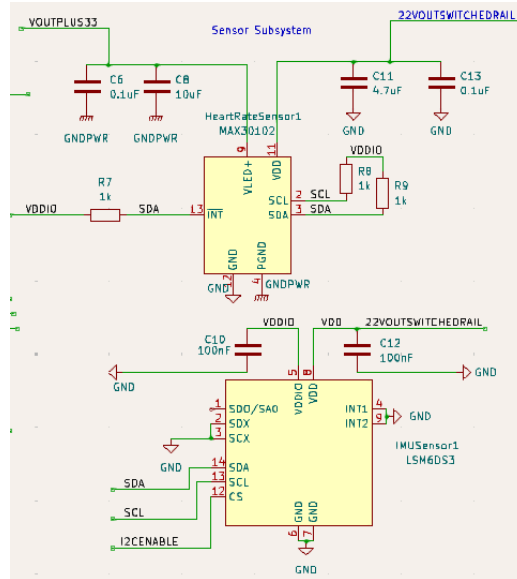 VOUTPLUS33
Sensor Subsystem
22VOUTSWITCHEDRAIL
C6
0.1uF
C8
10uF
C11
4.7uF
C13
0.1uF
GNDPWR
GNDPWR
GND
GND
HeartRateSensor1
MAX30102
9
11
VLED+
VDD
VDDIO
R8
1k
R9
1k
R7
1k
VDDIO
SDA
13
INT
SCL
2
SCL
SDA
3
SDA
GND
PGND
12
4
GND
GNDPWR
VDDIO
VDD
22VOUTSWITCHEDRAIL
C10
100nF
C12
100nF
GND
GND
5
8
VDDIO
VDD
1
SDO/SA0
2
SDX
3
SCX
GND
INT1
4
INT2
9
GND
IMUSensor1
LSM6DS3
14
SDA
13
SCL
12
CS
SDA
SCL
I2CENABLE
GND
GND
6
7
GND